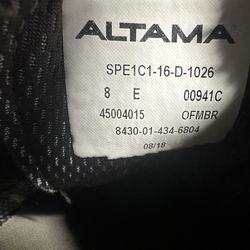 ALTAMA
SPE1C1-16-D-1026
8 E 00941C
45004015 OFMBR
8430-01-434-6804
08/18